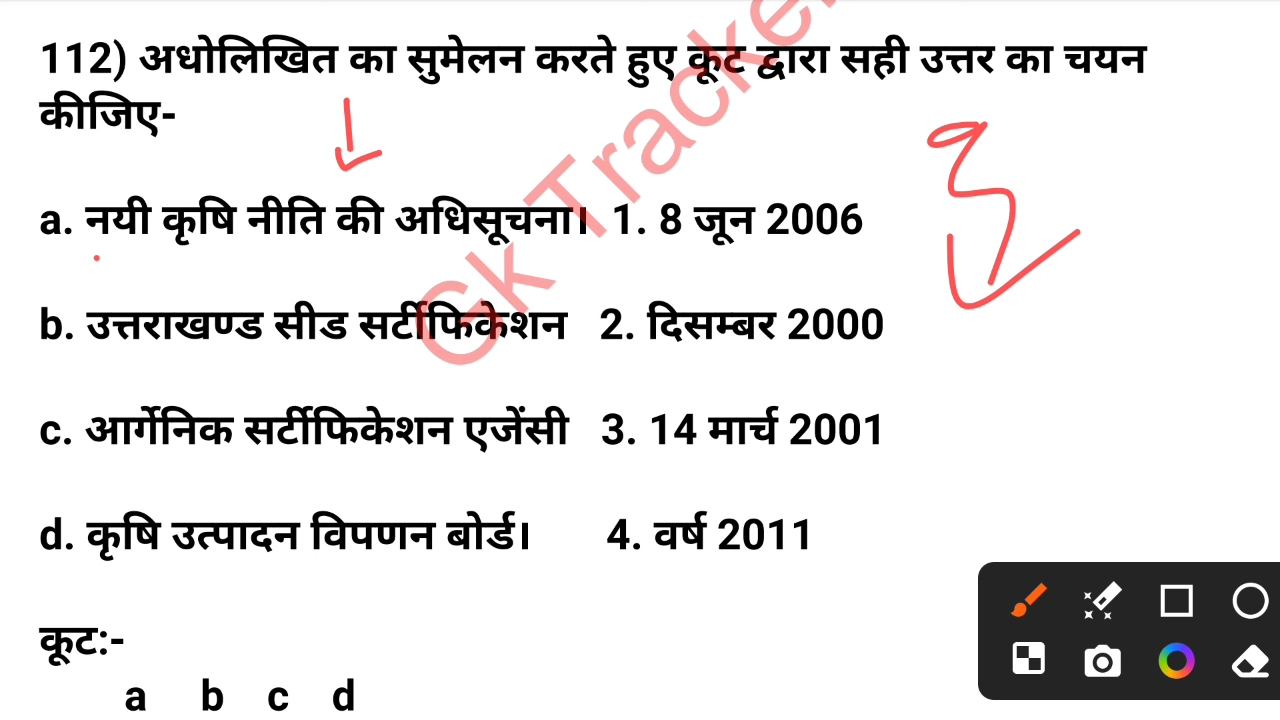 112) अधोलिखित का सुमेलन करते हुए कूट द्वारा सही उत्तर का चयन
कीजिए-
a. नयी कृषि नीति की अधिसूचना। 1. 8 जून 2006
b. उत्तराखण्ड सीड सर्टीफिकेशन 2. दिसम्बर 2000
c. आर्गेनिक सर्टीफिकेशन एजेंसी 3. 14 मार्च 2001
d. कृषि उत्पादन विपणन बोर्ड। 4. वर्ष 2011
कूट:-
a b c d
Gk Tracker